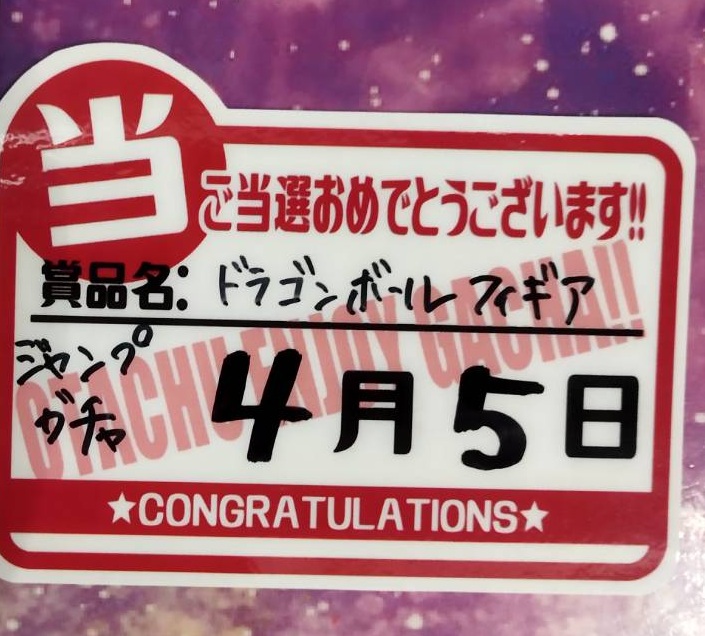 当
ご当選おめでとうございます!!
賞品名: ドラゴンボール フィギア
OTACHU ENJOY GACHA!!
ジャンプ
ガチャ
4月5日
★CONGRATULATIONS★